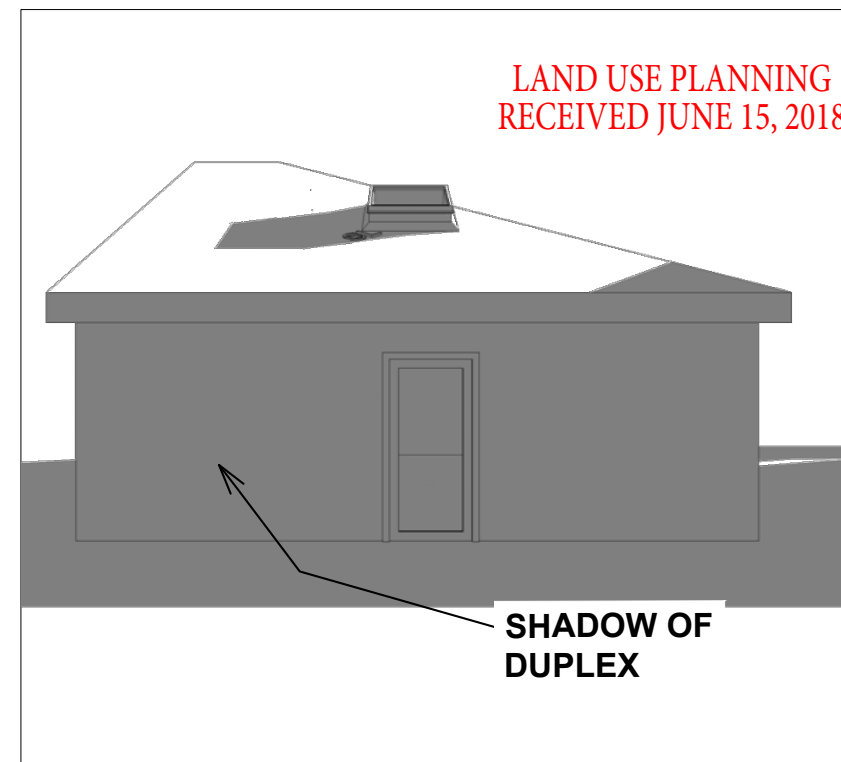 LAND USE PLANNING
RECEIVED JUNE 15, 2018
SHADOW OF
DUPLEX